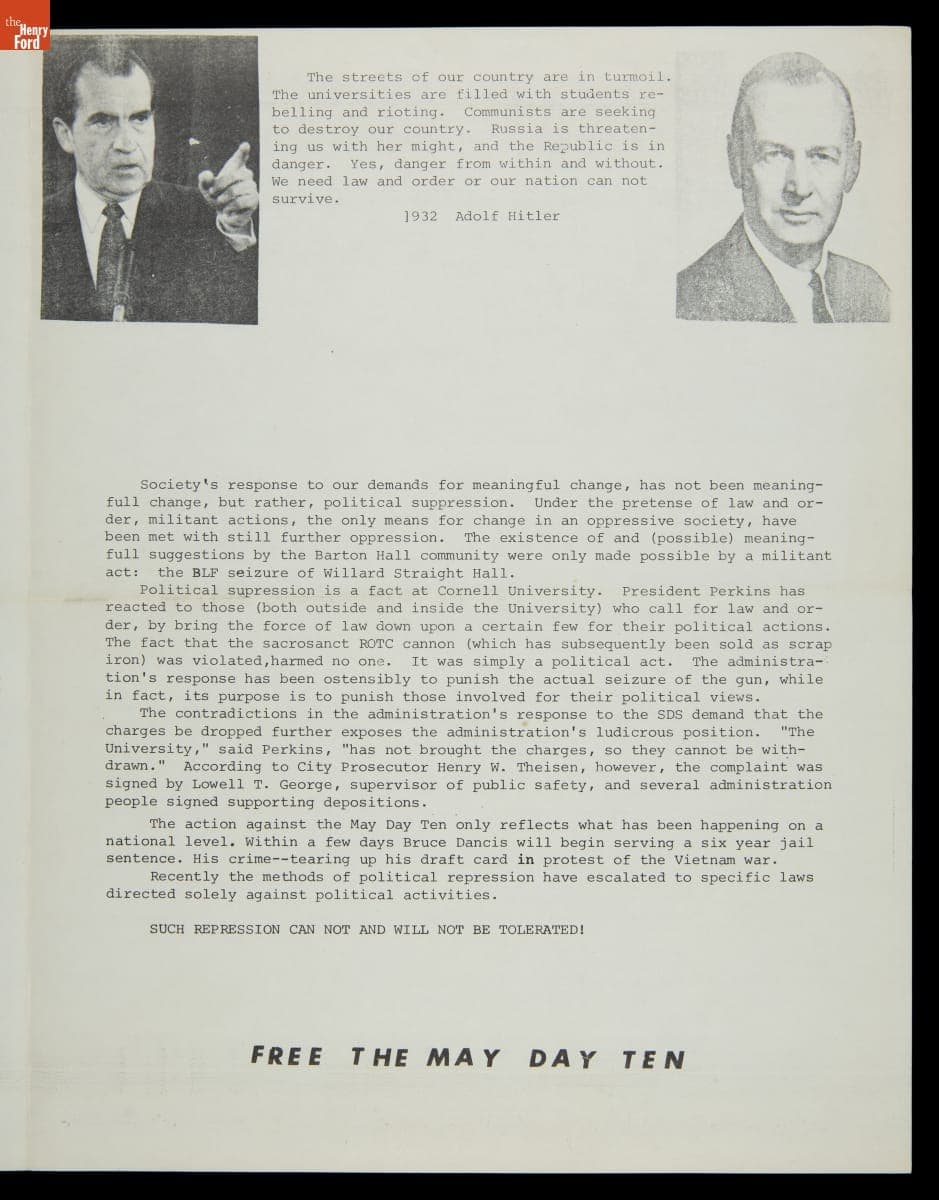 the
Henry
Ford
The streets of our country are in turmoil.
The universities are filled with students re-
belling and rioting. Communists are seeking
to destroy our country. Russia is threaten-
ing us with her might, and the Republic is in
danger. Yes, danger from within and without.
We need law and order or our nation can not
survive.
1932 Adolf Hitler
Society's response to our demands for meaningful change, has not been meaning-
full change, but rather, political suppression. Under the pretense of law and or-
der, militant actions, the only means for change in an oppressive society, have
been met with still further oppression. The existence of and (possible) meaning-
full suggestions by the Barton Hall community were only made possible by a militant
act: the BLF seizure of Willard Straight Hall.
Political supression is a fact at Cornell University. President Perkins has
reacted to those (both outside and inside the University) who call for law and or-
der, by bring the force of law down upon a certain few for their political actions.
The fact that the sacrosanct ROTC cannon (which has subsequently been sold as scrap
iron) was violated,harmed no one. It was simply a political act. The administra-
tion's response has been ostensibly to punish the actual seizure of the gun, while
in fact, its purpose is to punish those involved for their political views.
The contradictions in the administration's response to the SDS demand that the
charges be dropped further exposes the administration's ludicrous position. "The
University," said Perkins, "has not brought the charges, so they cannot be with-
drawn." According to City Prosecutor Henry W. Theisen, however, the complaint was
signed by Lowell T. George, supervisor of public safety, and several administration
people signed supporting depositions.
The action against the May Day Ten only reflects what has been happening on a
national level. Within a few days Bruce Dancis will begin serving a six year jail
sentence. His crime--tearing up his draft card in protest of the Vietnam war.
Recently the methods of political repression have escalated to specific laws
directed solely against political activities.
SUCH REPRESSION CAN NOT AND WILL NOT BE TOLERATED!
FREE THE MAY DAY TEN